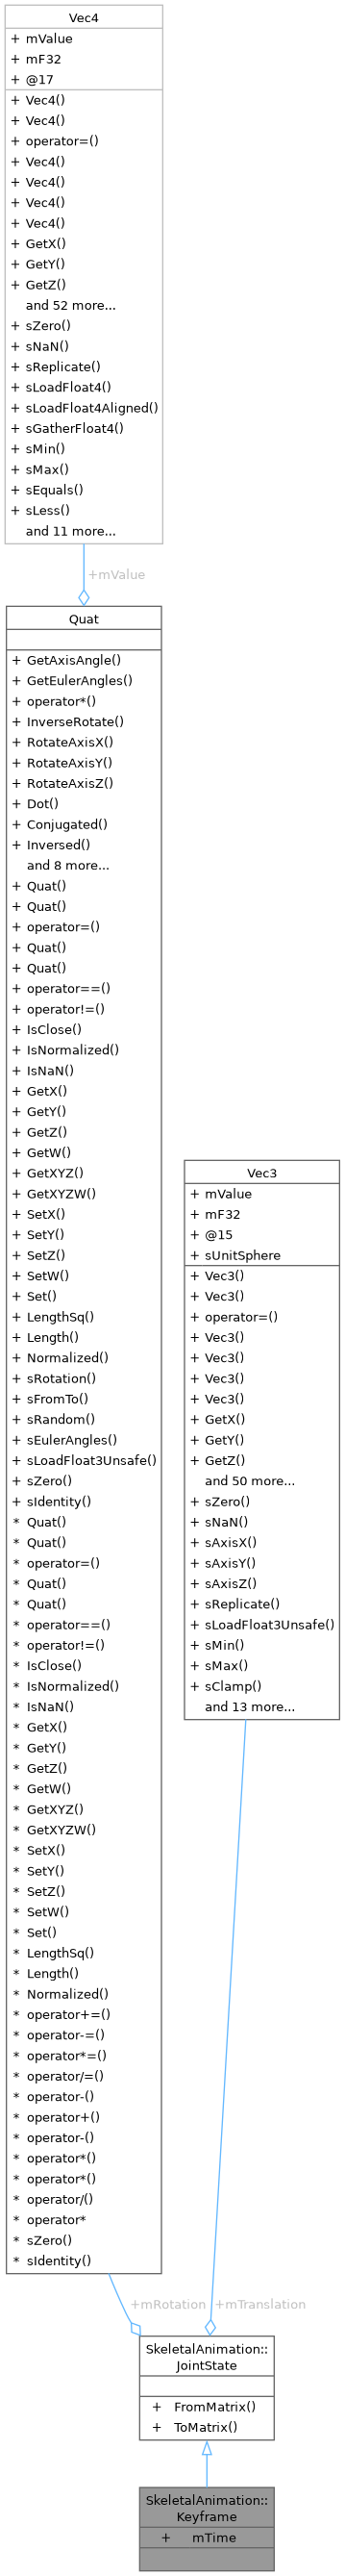 Vec4
+ mValue
+ mF32
+ @17
+ Vec4()
+ Vec4()
+ operator=()
+ Vec4()
+ Vec4()
+ Vec4()
+ Vec4()
+ GetX()
+ GetY()
+ GetZ()
and 52 more...
+ sZero()
+ sNaN()
+ sReplicate()
+ sLoadFloat4()
+ sLoadFloat4Aligned()
+ sGatherFloat4()
+ sMin()
+ sMax()
+ sEquals()
+ sLess()
and 11 more...
+mValue
Quat
+ GetAxisAngle()
+ GetEulerAngles()
+ operator*()
+ InverseRotate()
+ RotateAxisX()
+ RotateAxisY()
+ RotateAxisZ()
+ Dot()
+ Conjugated()
+ Inversed()
and 8 more...
+ Quat()
+ Quat()
+ operator=()
+ Quat()
+ Quat()
+ operator==()
+ operator!=()
+ IsClose()
+ IsNormalized()
+ IsNaN()
+ GetX()
+ GetY()
+ GetZ()
+ GetW()
+ GetXYZ()
+ GetXYZW()
+ SetX()
+ SetY()
+ SetZ()
+ SetW()
+ Set()
+ LengthSq()
+ Length()
+ Normalized()
+ sRotation()
+ sFromTo()
+ sRandom()
+ sEulerAngles()
+ sLoadFloat3Unsafe()
+ sZero()
+ sIdentity()
* Quat()
* Quat()
* operator=()
* Quat()
* Quat()
* operator==()
* operator!=()
* IsClose()
* IsNormalized()
* IsNaN()
* GetX()
* GetY()
* GetZ()
* GetW()
* GetXYZ()
* GetXYZW()
* SetX()
* SetY()
* SetZ()
* SetW()
* Set()
* LengthSq()
* Length()
* Normalized()
* operator+=()
* operator-=()
* operator*=()
* operator/=()
* operator-()
* operator+()
* operator-()
* operator*()
* operator*()
* operator/()
* operator*
* sZero()
* sIdentity()
Vec3
+ mValue
+ mF32
+ @15
+ sUnitSphere
+ Vec3()
+ Vec3()
+ operator=()
+ Vec3()
+ Vec3()
+ Vec3()
+ Vec3()
+ GetX()
+ GetY()
+ GetZ()
and 50 more...
+ sZero()
+ sNaN()
+ sAxisX()
+ sAxisY()
+ sAxisZ()
+ sReplicate()
+ sLoadFloat3Unsafe()
+ sMin()
+ sMax()
+ sClamp()
and 13 more...
+mRotation
+mTranslation
SkeletalAnimation::
JointState
+ FromMatrix()
+ ToMatrix()
SkeletalAnimation::
Keyframe
+ mTime